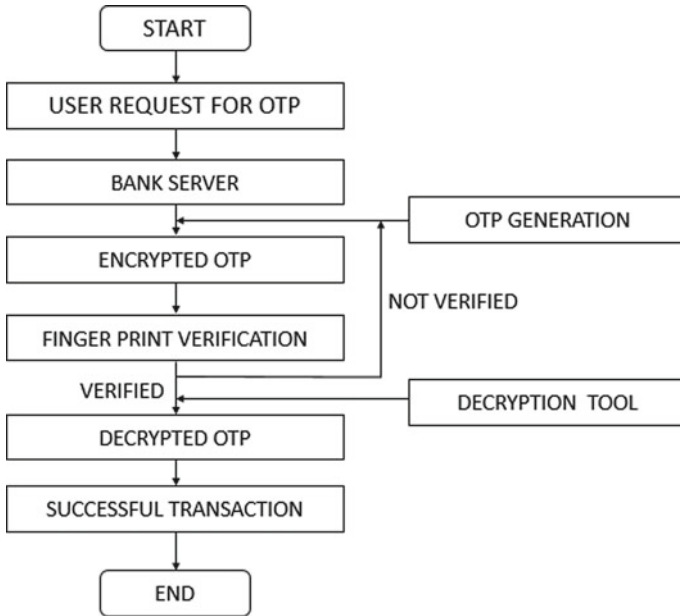 START
USER REQUEST FOR OTP
BANK SERVER
OTP GENERATION
ENCRYPTED OTP
NOT VERIFIED
FINGER PRINT VERIFICATION
VERIFIED
DECRYPTION TOOL
DECRYPTED OTP
SUCCESSFUL TRANSACTION
END